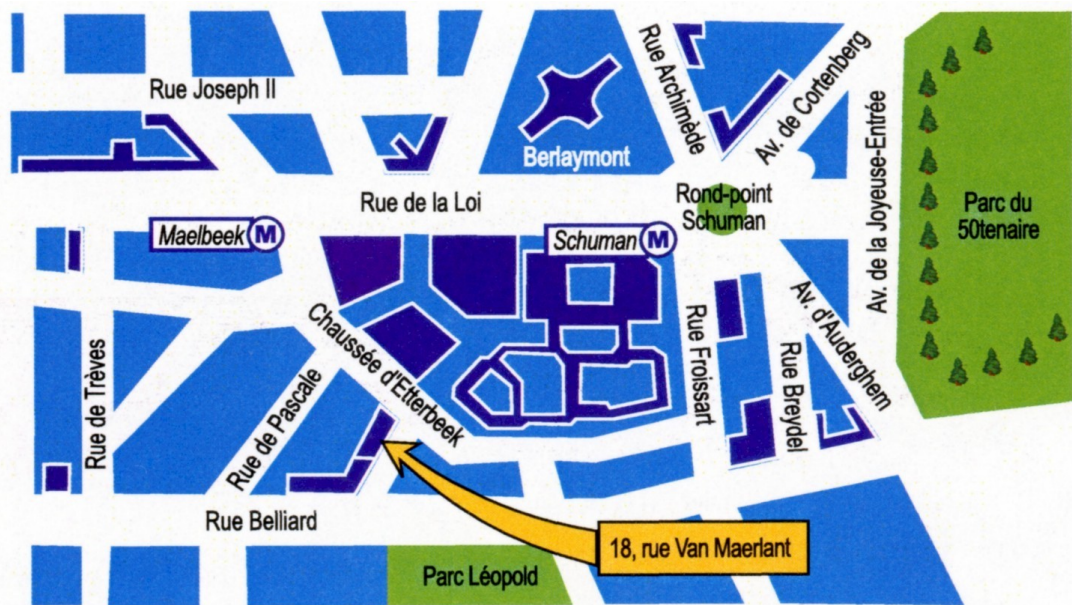 Rue Joseph II
Berlaymont
Rue Archimède
Av. de Cortenberg
Av. de la Joyeuse-Entrée
Parc du
50tenaire
Rue de la Loi
Rond-point
Schuman
Maelbeek M
Schuman M
Chaussée d'Etterbeek
Rue Froissart
Rue Breydel
Av. d'Auderghem
Rue de Trèves
Rue de Pascale
Rue Belliard
18, rue Van Maerlant
Parc Léopold